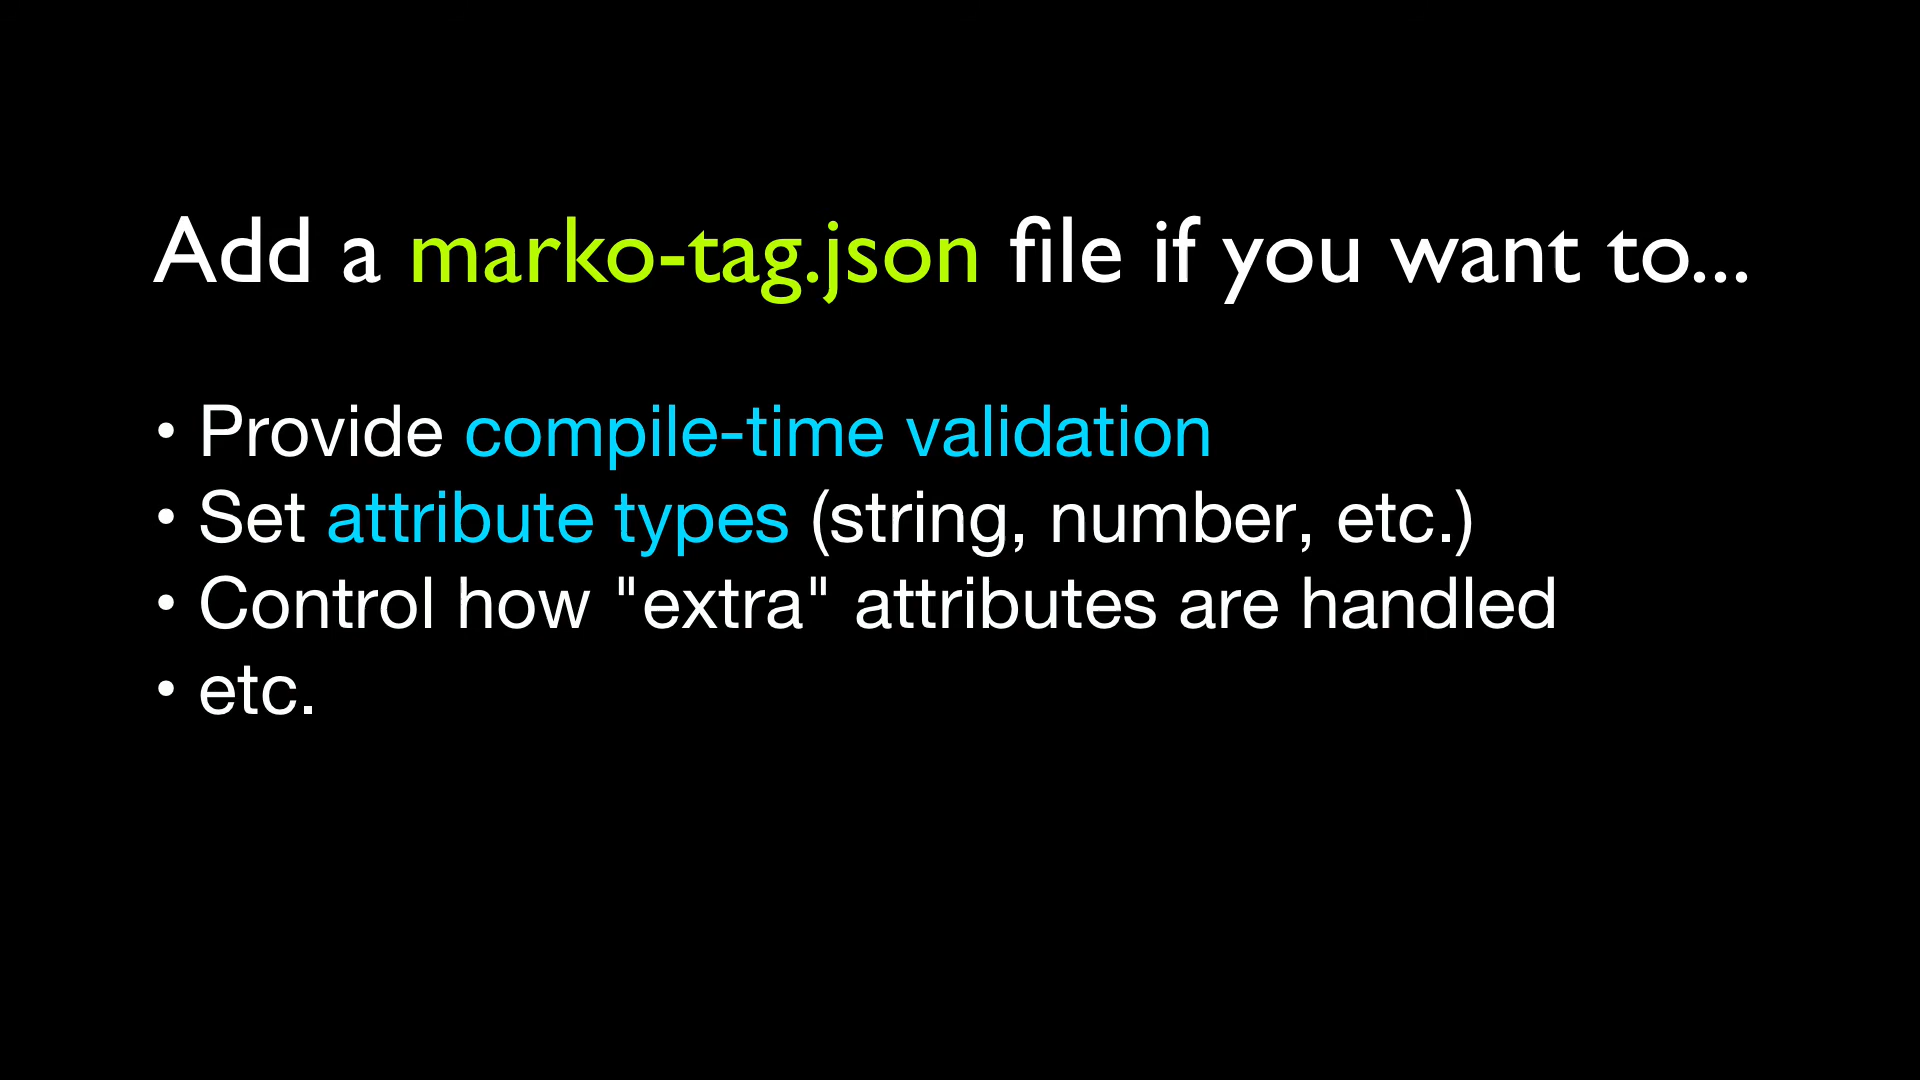 Add a marko-tag.json file if you want to...
• Provide compile-time validation
• Set attribute types (string, number, etc.)
• Control how "extra" attributes are handled
• etc.